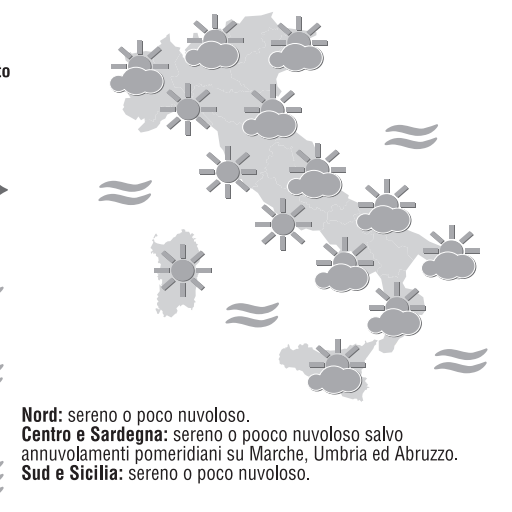 to
Nord: sereno o poco nuvoloso.
Centro e Sardegna: sereno o pooco nuvoloso salvo
annuvolamenti pomeridiani su Marche, Umbria ed Abruzzo.
Sud e Sicilia: sereno o poco nuvoloso.